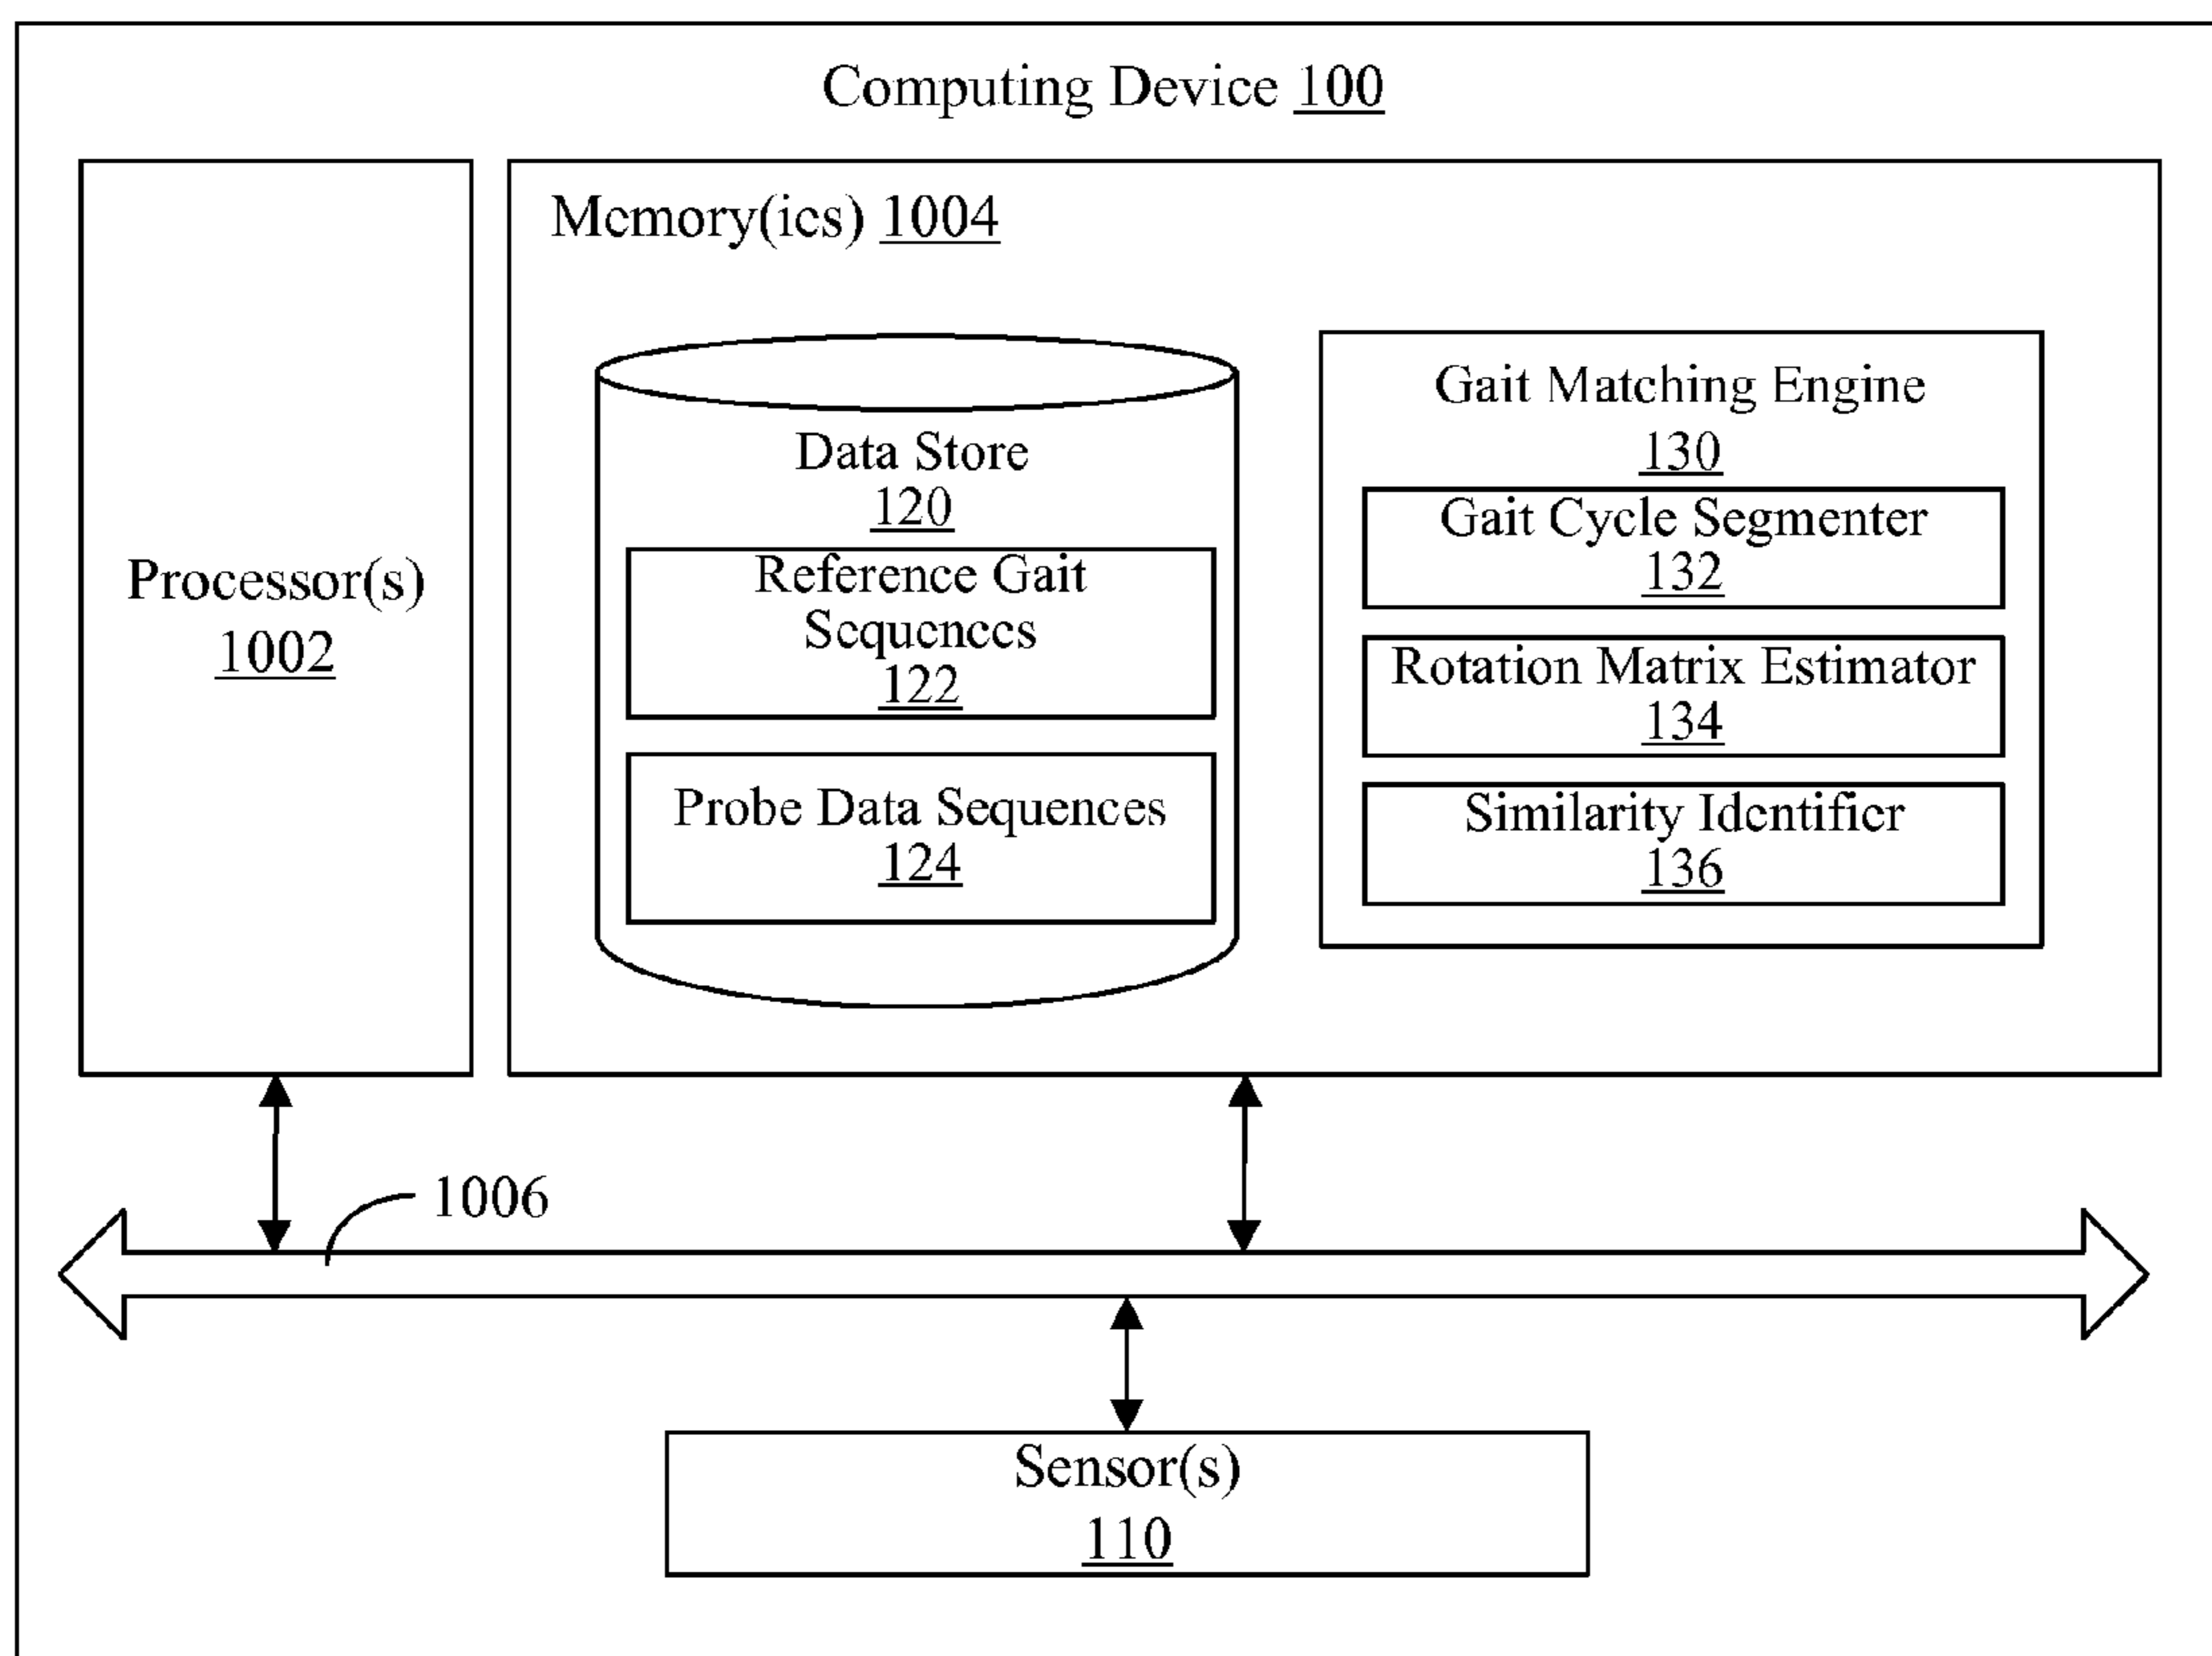 Computing Device 100
Processor(s)
1002
Memory(ies) 1004
Data Store
120
Reference Gait
Sequences
122
Probe Data Sequences
124
Gait Matching Engine
130
Gait Cycle Segmenter
132
Rotation Matrix Estimator
134
Similarity Identifier
136
1006
Sensor(s)
110